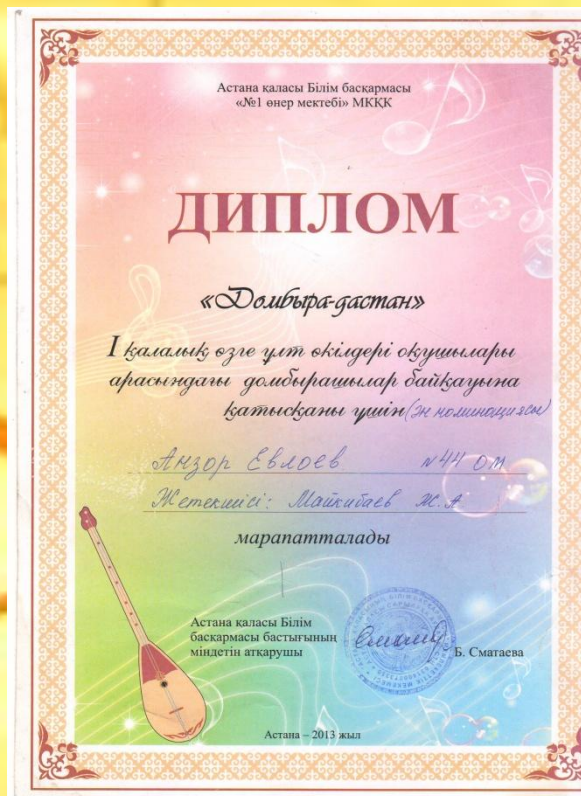 Астана қаласы Білім басқармасы
«№1 өнер мектебі» МКҚК
ДИПЛОМ
«Домбыра-дастан»
І қалалық өзге ұлт өкілдері оқушылары
арасындағы домбырашылар байқауына
қатысқаны үшін (ән номинациясы)
Анзор Евлоев №44 ОМ
Жетекшісі: Майкибаев Ж.А
марапатталады
Астана қаласы Білім
басқармасы бастығының
міндетін атқарушы
Б. Сматаева
Астана – 2013 жыл